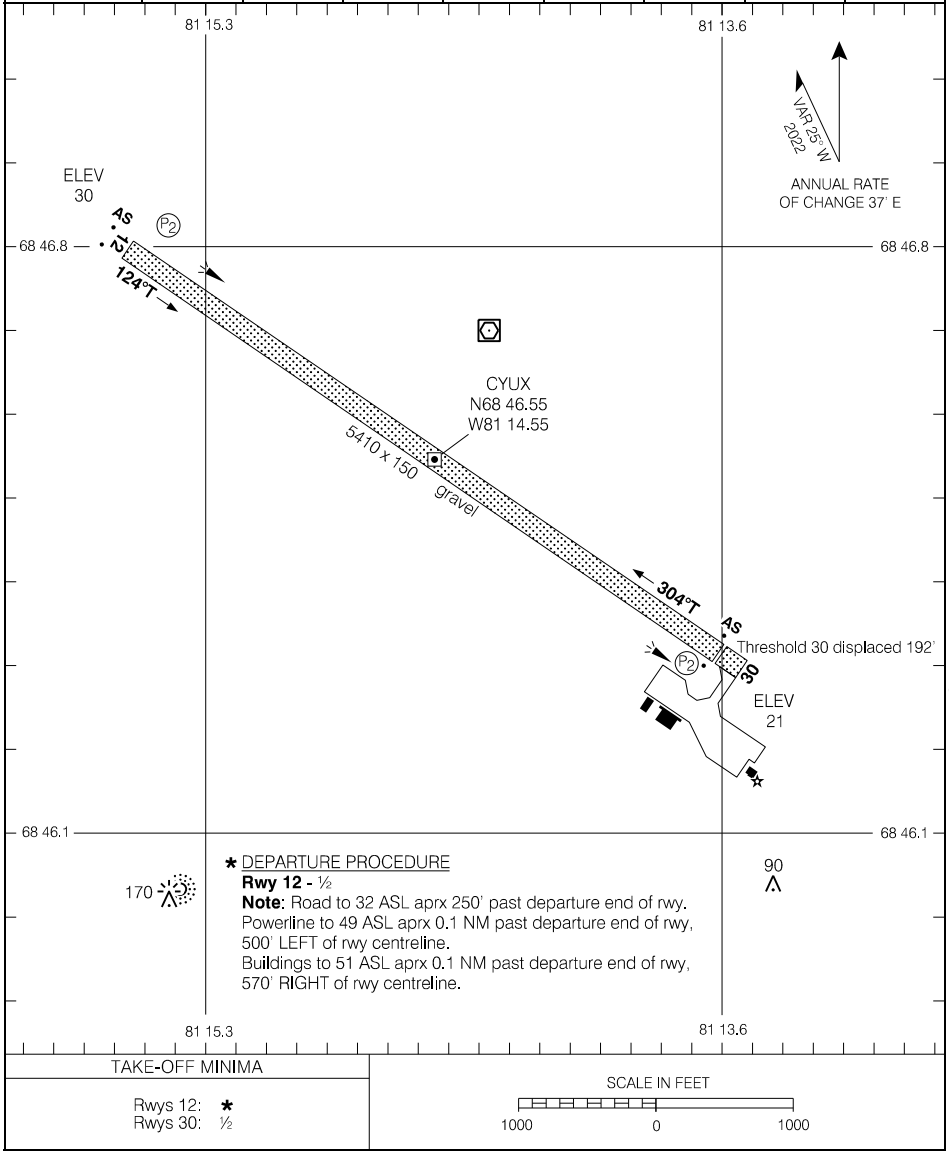 81 15.3
81 13.6
VAR 25° W
2022
ANNUAL RATE
OF CHANGE 37' E
ELEV
30
AS
P2
12
68 46.8
68 46.8
124°T
CYUX
N68 46.55
W81 14.55
5410 x 150
gravel
304°T
AS
Threshold 30 displaced 192'
P2
30
ELEV
21
68 46.1
68 46.1
★ DEPARTURE PROCEDURE
Rwy 12 - ½
Note: Road to 32 ASL aprx 250' past departure end of rwy.
Powerline to 49 ASL aprx 0.1 NM past departure end of rwy,
500' LEFT of rwy centreline.
Buildings to 51 ASL aprx 0.1 NM past departure end of rwy,
570' RIGHT of rwy centreline.
170
90
81 15.3
81 13.6
TAKE-OFF MINIMA
Rwys 12: ★
Rwys 30: ½
SCALE IN FEET
1000 0 1000